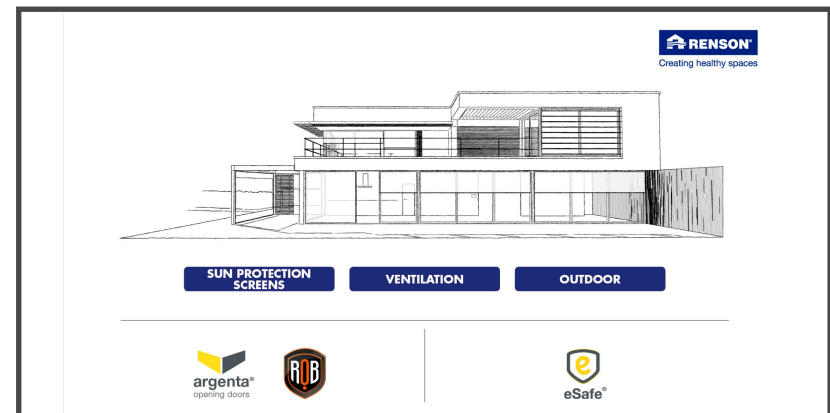 RENSON®
Creating healthy spaces
SUN PROTECTION
SCREENS
VENTILATION
OUTDOOR
argenta®
opening doors
ROB
e
eSafe®